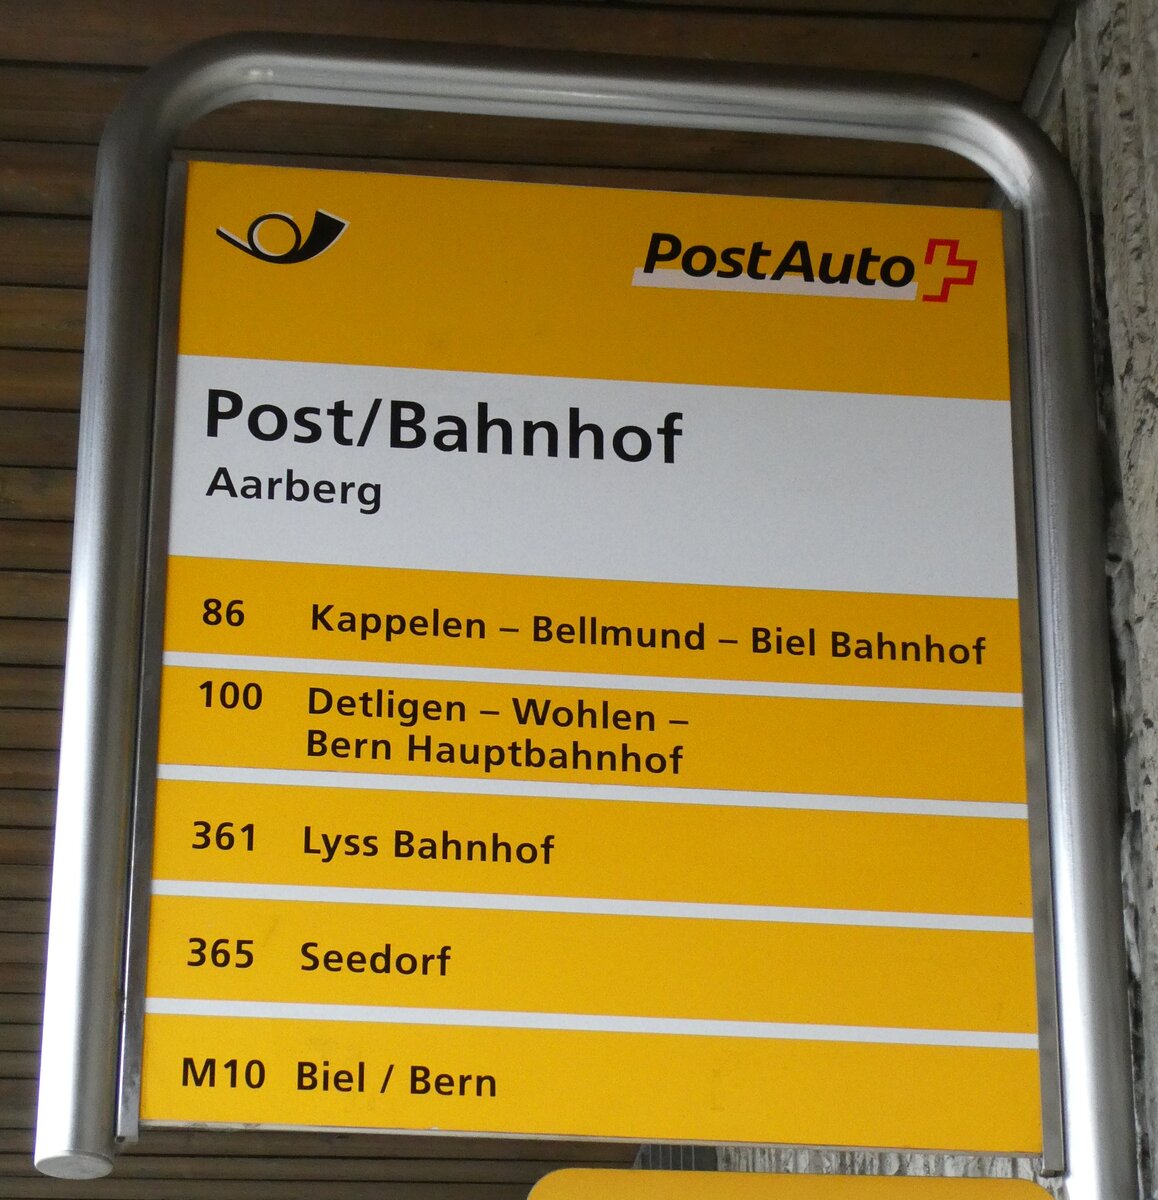 PostAuto
Post/Bahnhof
Aarberg
86 Kappelen – Bellmund – Biel Bahnhof
100 Detligen – Wohlen –
Bern Hauptbahnhof
361 Lyss Bahnhof
365 Seedorf
M10 Biel / Bern